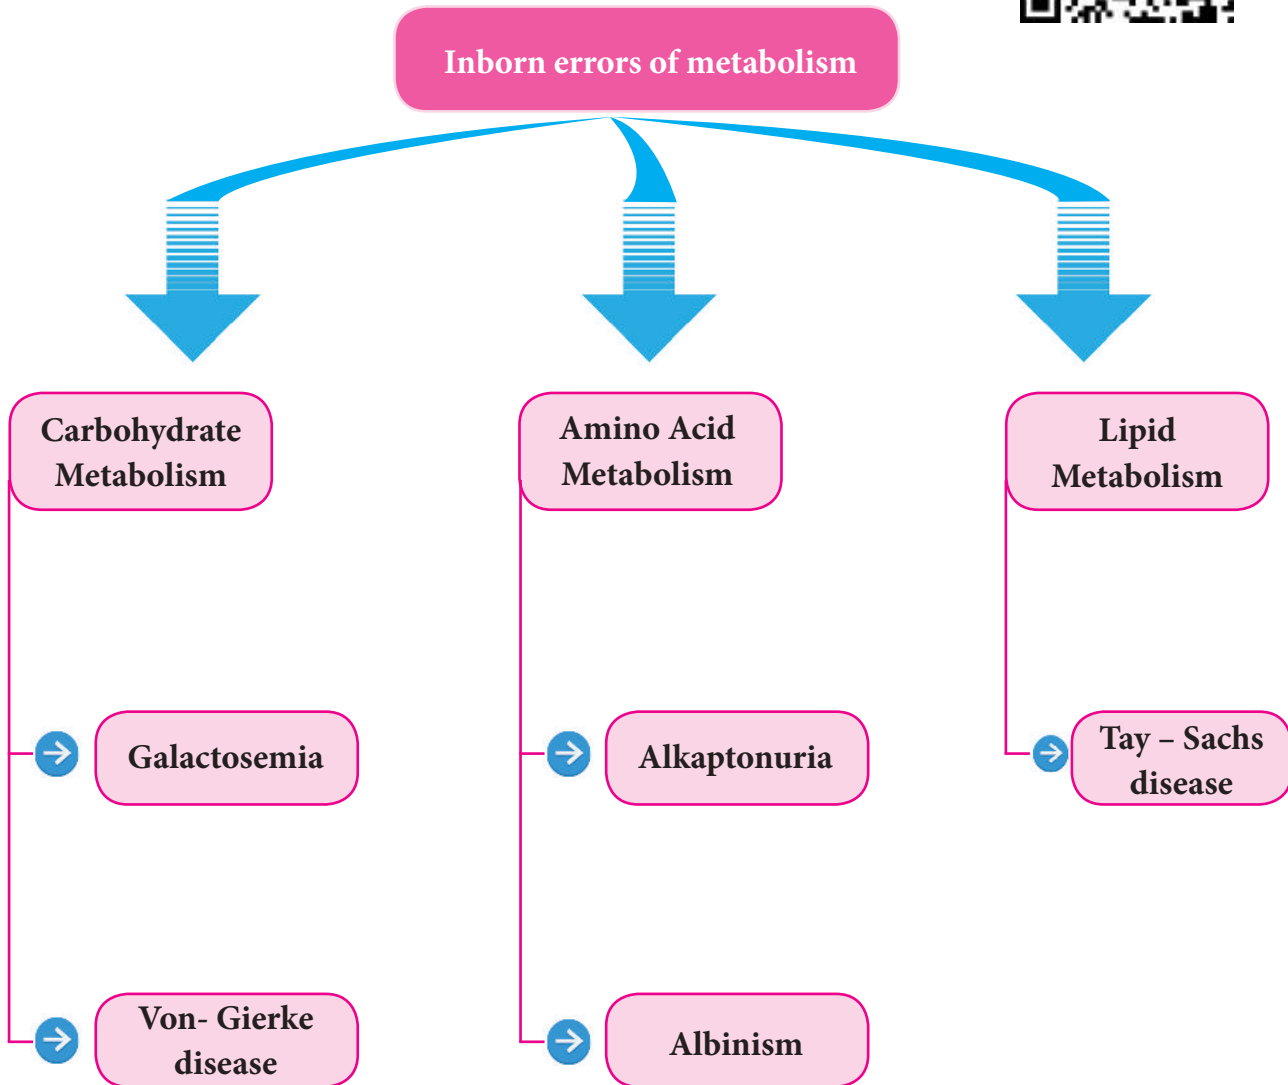 Inborn errors of metabolism
Carbohydrate
Metabolism
Galactosemia
Von- Gierke
disease
Amino Acid
Metabolism
Alkaptonuria
Albinism
Lipid
Metabolism
Tay – Sachs
disease